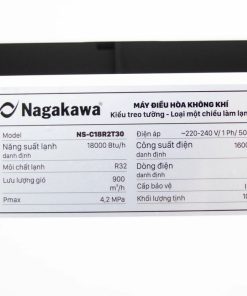 Nagakawa®
MÁY ĐIỀU HÒA KHÔNG KHÍ
Kiểu treo tường - Loại một chiều làm lạn
Model NS-C18R2T30 Điện áp ~220-240 V/ 1 Ph/ 50
Năng suất lạnh 18000 Btu/h Công suất điện 1600
danh định danh định
Môi chất lạnh R32 Dòng điện
Lưu lượng gió 900 danh định
m³/h Cấp bảo vệ I
Pmax 4,2 MPa Khối lượng tịnh 10